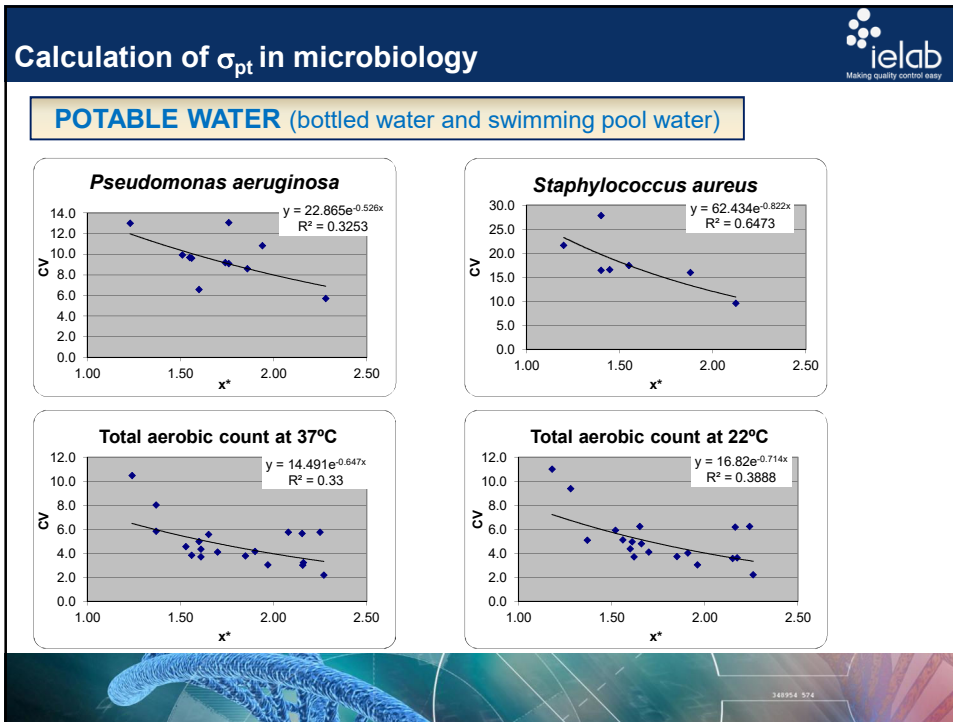 Calculation of σpt in microbiology
ielab
Making quality control easy
POTABLE WATER (bottled water and swimming pool water)
Pseudomonas aeruginosa
y = 22.865e-0.526x
R² = 0.3253
14.0
12.0
10.0
8.0
6.0
4.0
2.0
0.0
CV
1.00 1.50 2.00 2.50
x*
Staphylococcus aureus
y = 62.434e-0.822x
R² = 0.6473
30.0
25.0
20.0
15.0
10.0
5.0
0.0
CV
1.00 1.50 2.00 2.50
x*
Total aerobic count at 37ºC
y = 14.491e-0.647x
R² = 0.33
12.0
10.0
8.0
6.0
4.0
2.0
0.0
CV
1.00 1.50 2.00 2.50
x*
Total aerobic count at 22ºC
y = 16.82e-0.714x
R² = 0.3888
12.0
10.0
8.0
6.0
4.0
2.0
0.0
CV
1.00 1.50 2.00 2.50
x*
348954 574